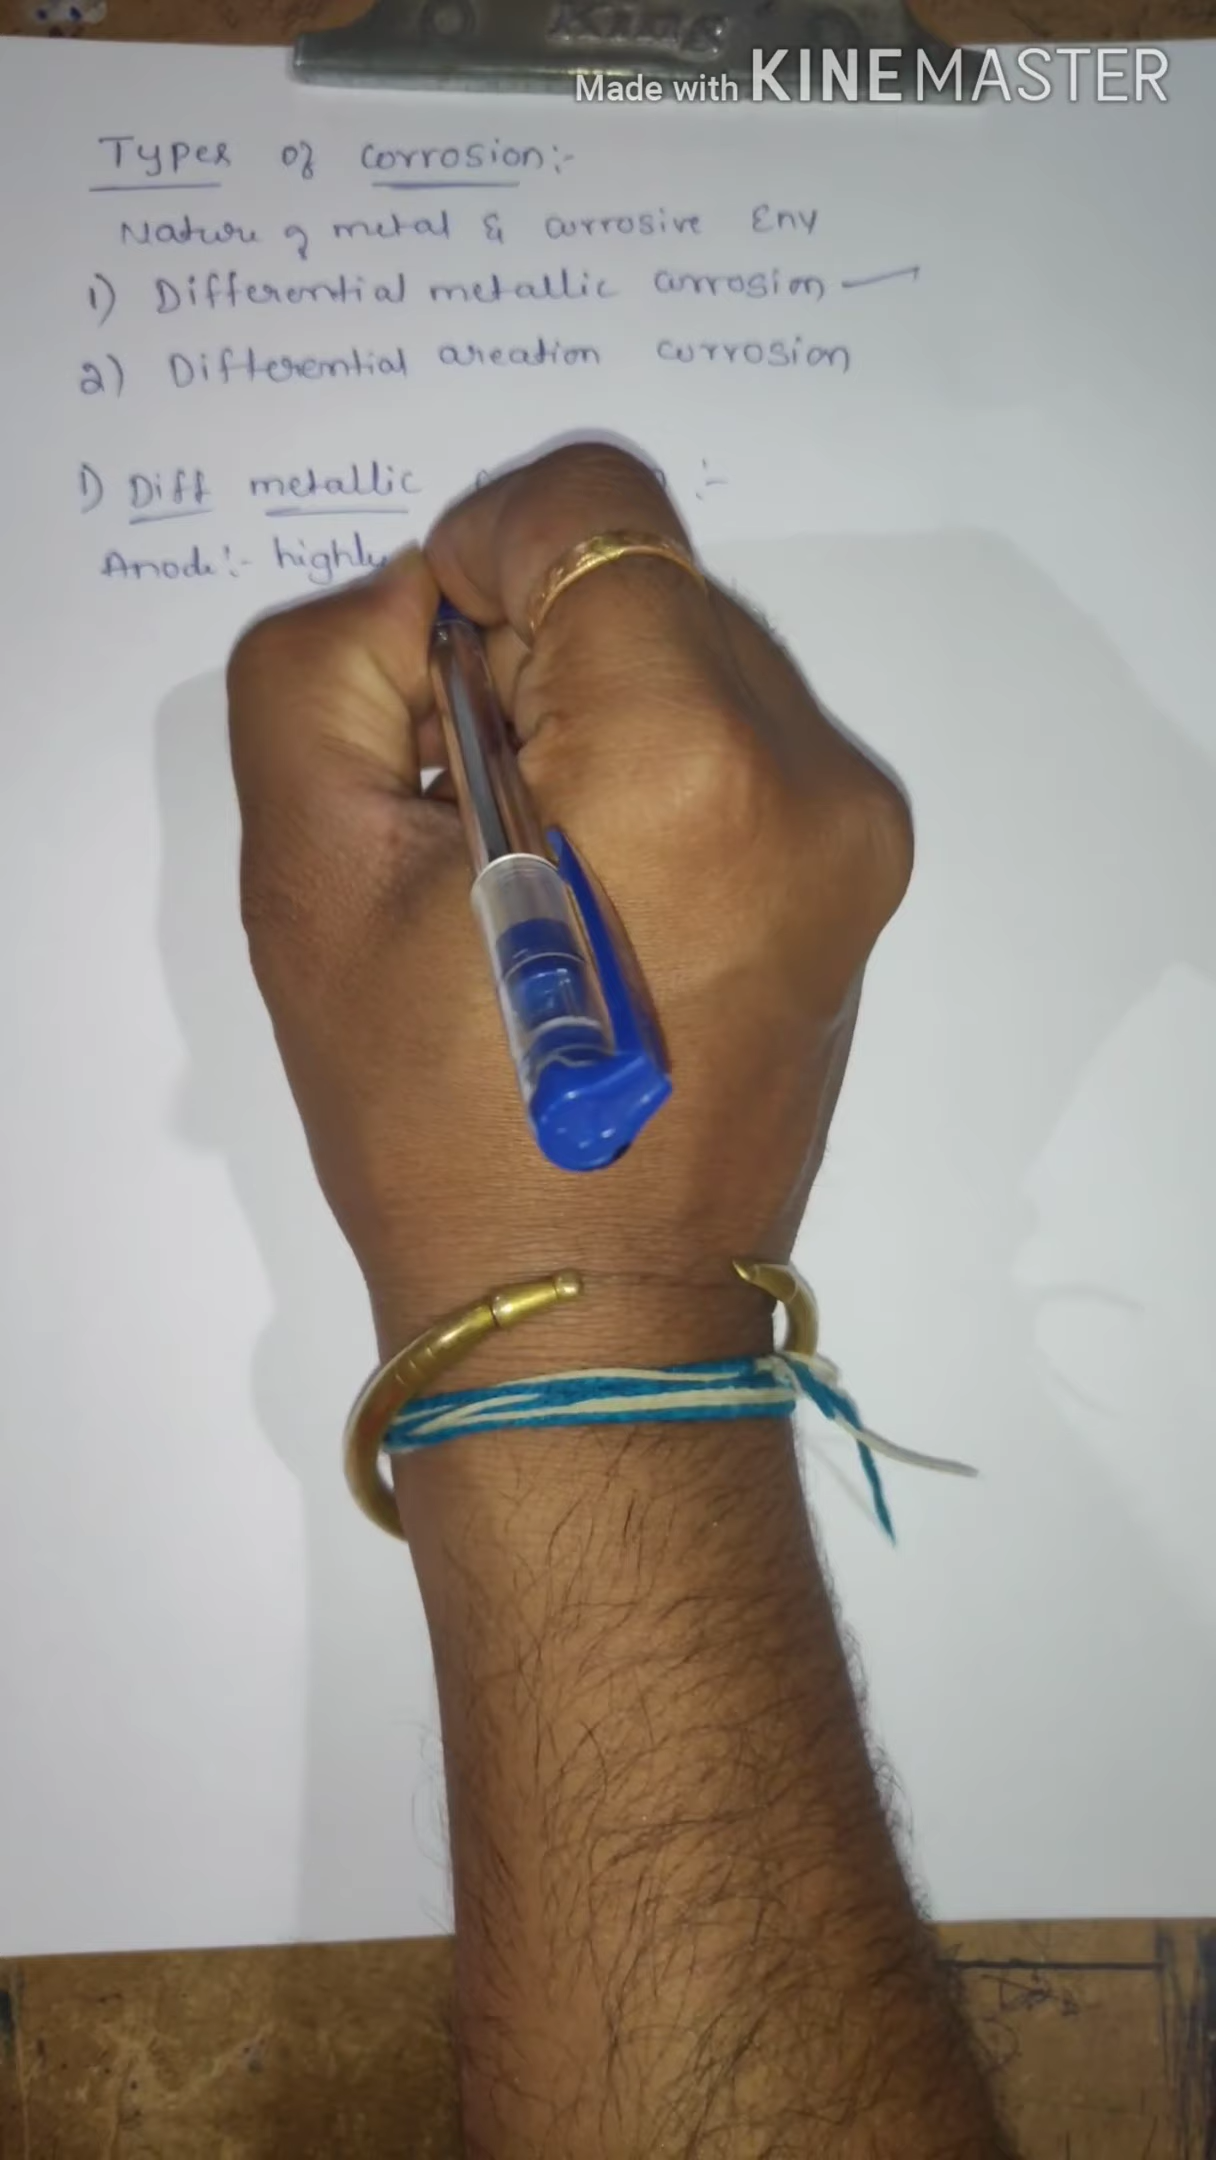 King
Made with KINEMASTER
Types of corrosion:-
Nature of metal & corrosive Env
1) Differential metallic corrosion
2) Differential areation corrosion
1) Diff metallic :-
Anode:- highly